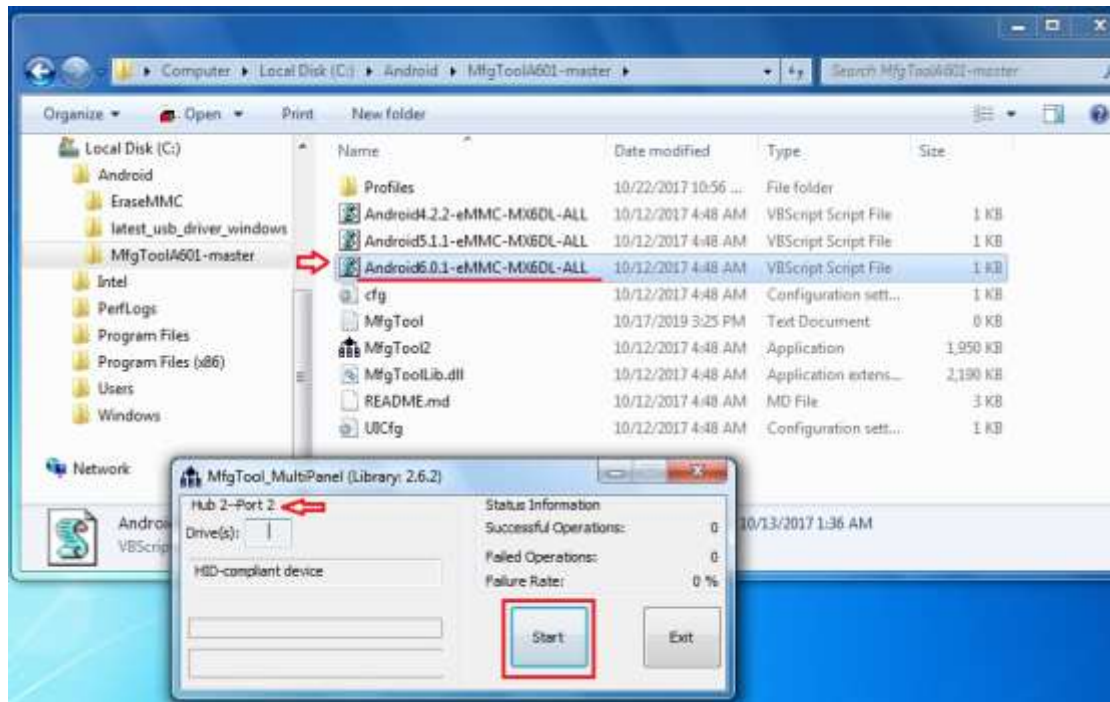 Computer Local Disk (C:) Android MfgToolA601-master Search MfgToolA601-master
Organize Open Print New folder
Local Disk (C:)
Android
EraseMMC
latest_usb_driver_windows
MfgToolA601-master
Intel
PerfLogs
Program Files
Program Files (x86)
Users
Windows
Network
Name Date modified Type Size
Profiles 10/22/2017 10:56 ... File folder
Android4.2.2-eMMC-MX6DL-ALL 10/12/2017 4:48 AM VBScript Script File 1 KB
Android5.1.1-eMMC-MX6DL-ALL 10/12/2017 4:48 AM VBScript Script File 1 KB
Android6.0.1-eMMC-MX6DL-ALL 10/12/2017 4:48 AM VBScript Script File 1 KB
cfg 10/12/2017 4:48 AM Configuration sett... 1 KB
MfgTool 10/17/2019 3:25 PM Text Document 0 KB
MfgTool2 10/12/2017 4:48 AM Application 1,950 KB
MfgToolLib.dll 10/12/2017 4:48 AM Application extens... 2,190 KB
README.md 10/12/2017 4:48 AM MD File 3 KB
UICfg 10/12/2017 4:48 AM Configuration sett... 1 KB
Androi
VBScrip
10/13/2017 1:36 AM
MfgTool_MultiPanel (Library: 2.6.2)
Hub 2--Port 2
Drive(s):
HID-compliant device
Status Information
Successful Operations: 0
Failed Operations: 0
Failure Rate: 0 %
Start Exit